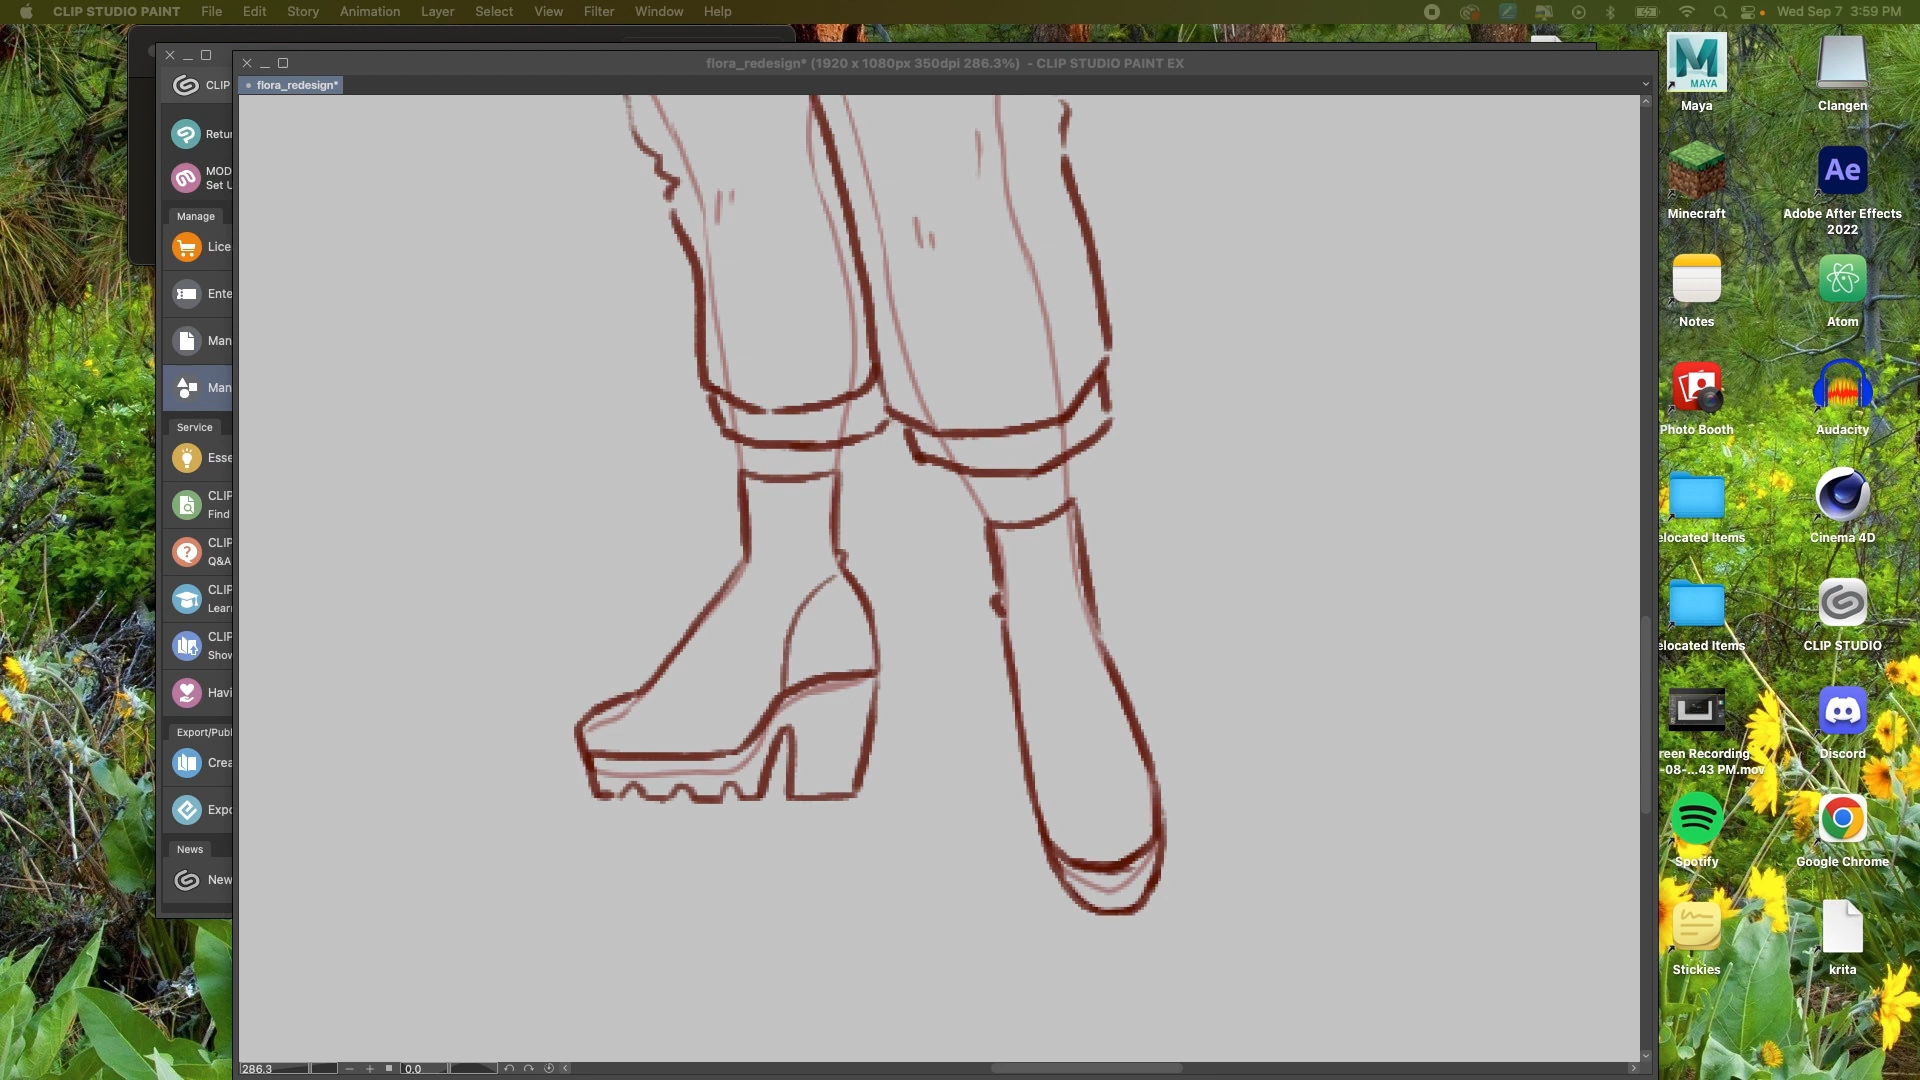 CLIP STUDIO PAINT File Edit Story Animation Layer Select View Filter Window Help
Wed Sep 7 3:59 PM
flora_redesign* (1920 x 1080px 350dpi 286.3%) - CLIP STUDIO PAINT EX
flora_redesign*
CLIP
Retu
MOD
Set U
Manage
Lice
Ente
Man
Man
Service
Esse
CLIP
Find
CLIP
Q&A
CLIP
Lear
CLIP
Show
Havi
Export/Publ
Crea
Expo
News
New
286.3
0.0
MAYA
Maya
Clangen
Minecraft
Ae
Adobe After Effects
2022
Notes
Atom
Photo Booth
Audacity
elocated Items
Cinema 4D
elocated Items
CLIP STUDIO
reen Recording
-08-...43 PM.mov
Discord
Spotify
Google Chrome
Stickies
krita